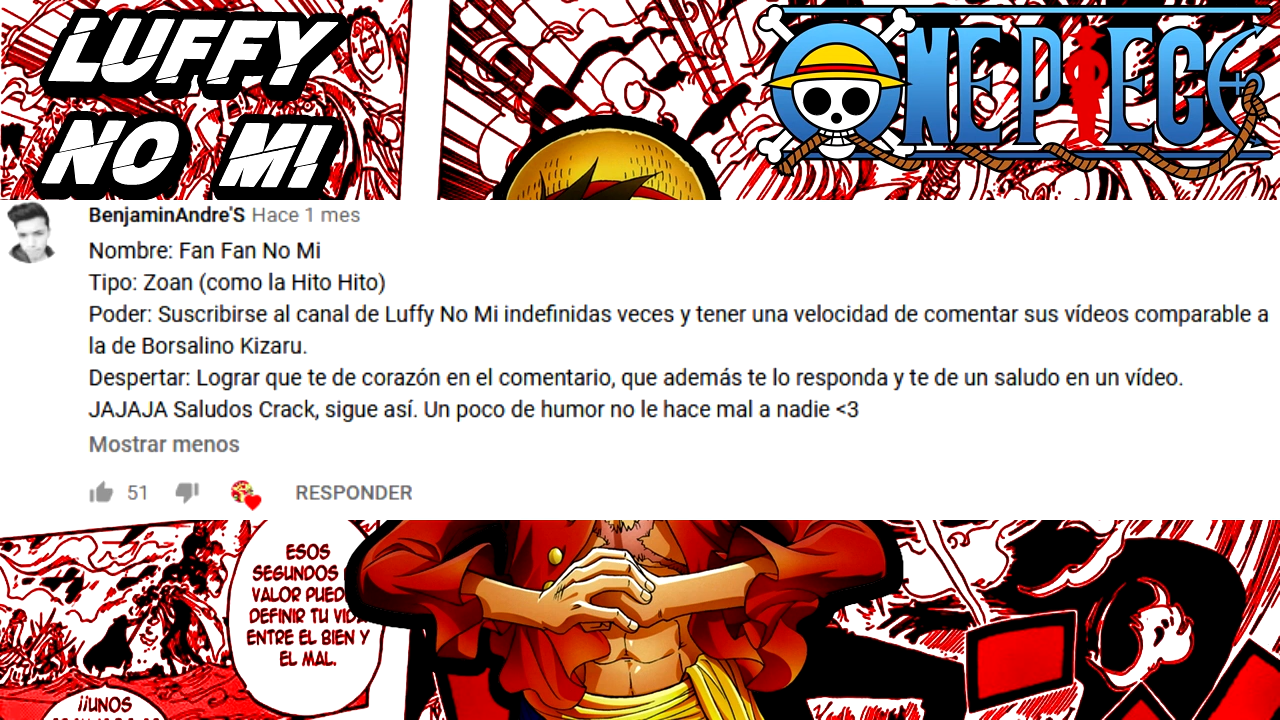 LUFFY
NO MI
ONE PIECE
BenjaminAndre'S Hace 1 mes
Nombre: Fan Fan No Mi
Tipo: Zoan (como la Hito Hito)
Poder: Suscribirse al canal de Luffy No Mi indefinidas veces y tener una velocidad de comentar sus vídeos comparable a
la de Borsalino Kizaru.
Despertar: Lograr que te de corazón en el comentario, que además te lo responda y te de un saludo en un vídeo.
JAJAJA Saludos Crack, sigue así. Un poco de humor no le hace mal a nadie <3
Mostrar menos
51
RESPONDER
ESOS
SEGUNDOS
VALOR
DEFINIR TU
ENTRE EL BIEN Y
EL MAL.
¡¡UNOS